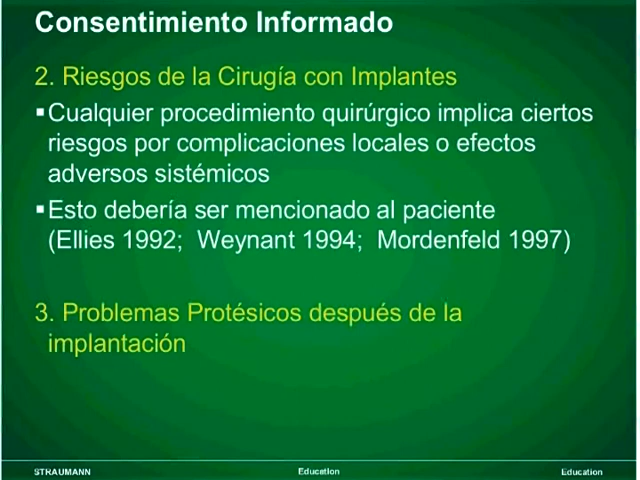 Consentimiento Informado
2. Riesgos de la Cirugía con Implantes
▪Cualquier procedimiento quirúrgico implica ciertos
riesgos por complicaciones locales o efectos
adversos sistémicos
▪Esto debería ser mencionado al paciente
(Ellies 1992; Weynant 1994; Mordenfeld 1997)
3. Problemas Protésicos después de la
implantación
STRAUMANN Education Education